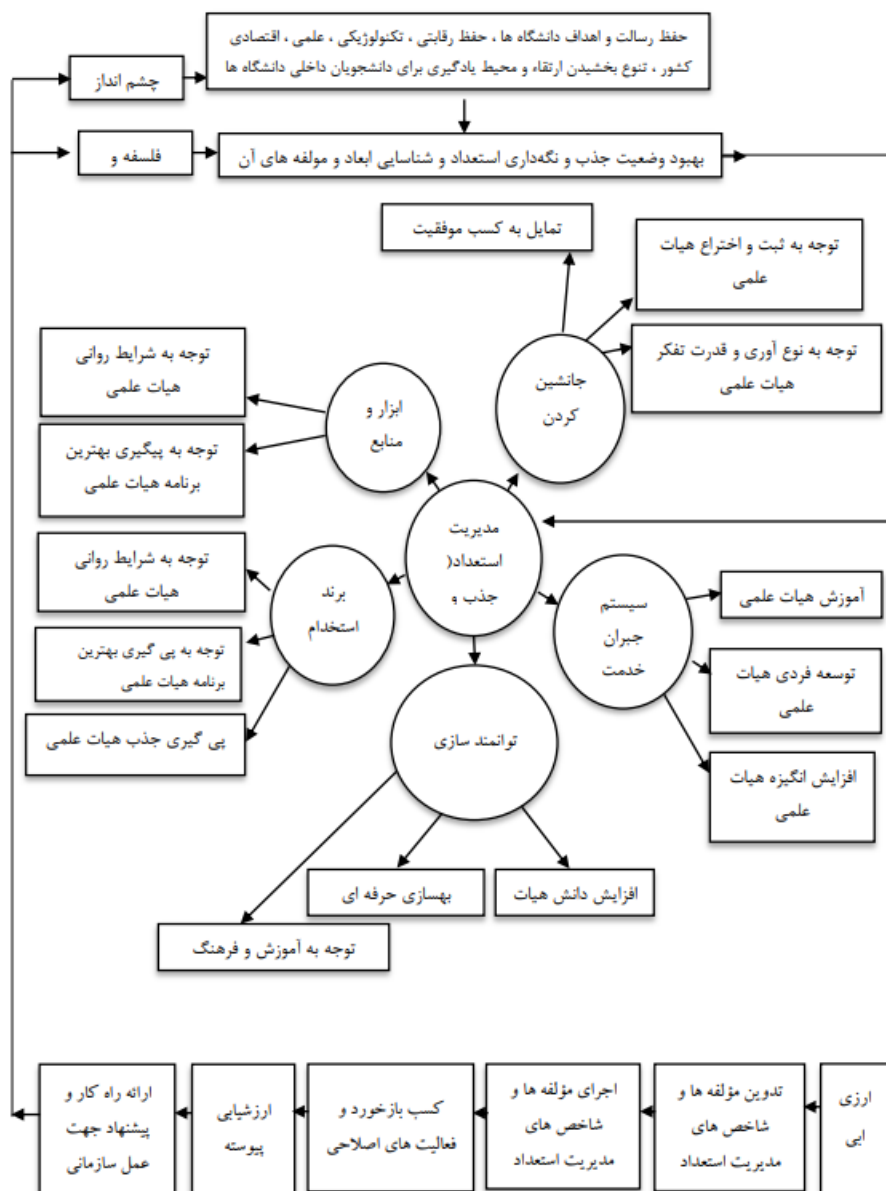 حفظ رسالت و اهداف دانشگاه ها ، حفظ رقابتی ، تکنولوژیکی ، علمی ، اقتصادی
کشور ، تنوع بخشیدن ارتقاء و محیط یادگیری برای دانشجویان داخلی دانشگاه ها
چشم انداز
بهبود وضعیت جذب و نگه‌داری استعداد و شناسایی ابعاد و مولفه های آن
فلسفه و
تمایل به کسب موفقیت
توجه به ثبت و اختراع هیات
علمی
توجه به نوع آوری و قدرت تفکر
هیات علمی
جانشین
کردن
ابزار و
منابع
توجه به شرایط روانی
هیات علمی
توجه به پیگیری بهترین
برنامه هیات علمی
مدیریت
استعداد(
جذب و
برند
استخدام
توجه به شرایط روانی
هیات علمی
توجه به پی گیری بهترین
برنامه هیات علمی
پی گیری جذب هیات علمی
سیستم
جبران
خدمت
آموزش هیات علمی
توسعه فردی هیات
علمی
افزایش انگیزه هیات
علمی
توانمند سازی
افزایش دانش هیات
بهسازی حرفه ای
توجه به آموزش و فرهنگ
ارزی
ابی
تدوین مؤلفه ها و
شاخص های
مدیریت استعداد
اجرای مؤلفه ها و
شاخص های
مدیریت استعداد
کسب بازخورد و
فعالیت های اصلاحی
ارزشیابی
پیوسته
ارائه راه کار و
پیشنهاد جهت
عمل سازمانی